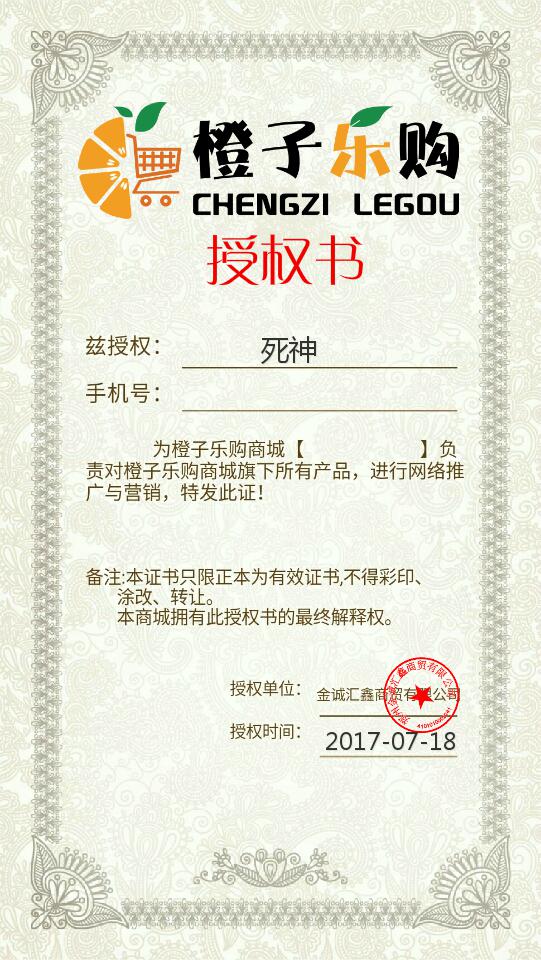 橙子乐购
CHENGZI LEGOU
授权书
兹授权： 死神
手机号：
为橙子乐购商城【 】负
责对橙子乐购商城旗下所有产品，进行网络推
广与营销，特发此证！
备注:本证书只限正本为有效证书,不得彩印、
涂改、转让。
本商城拥有此授权书的最终解释权。
授权单位： 金诚汇鑫商贸有限公司
郑州金诚汇鑫商贸有限公司
授权时间： 2017-07-18